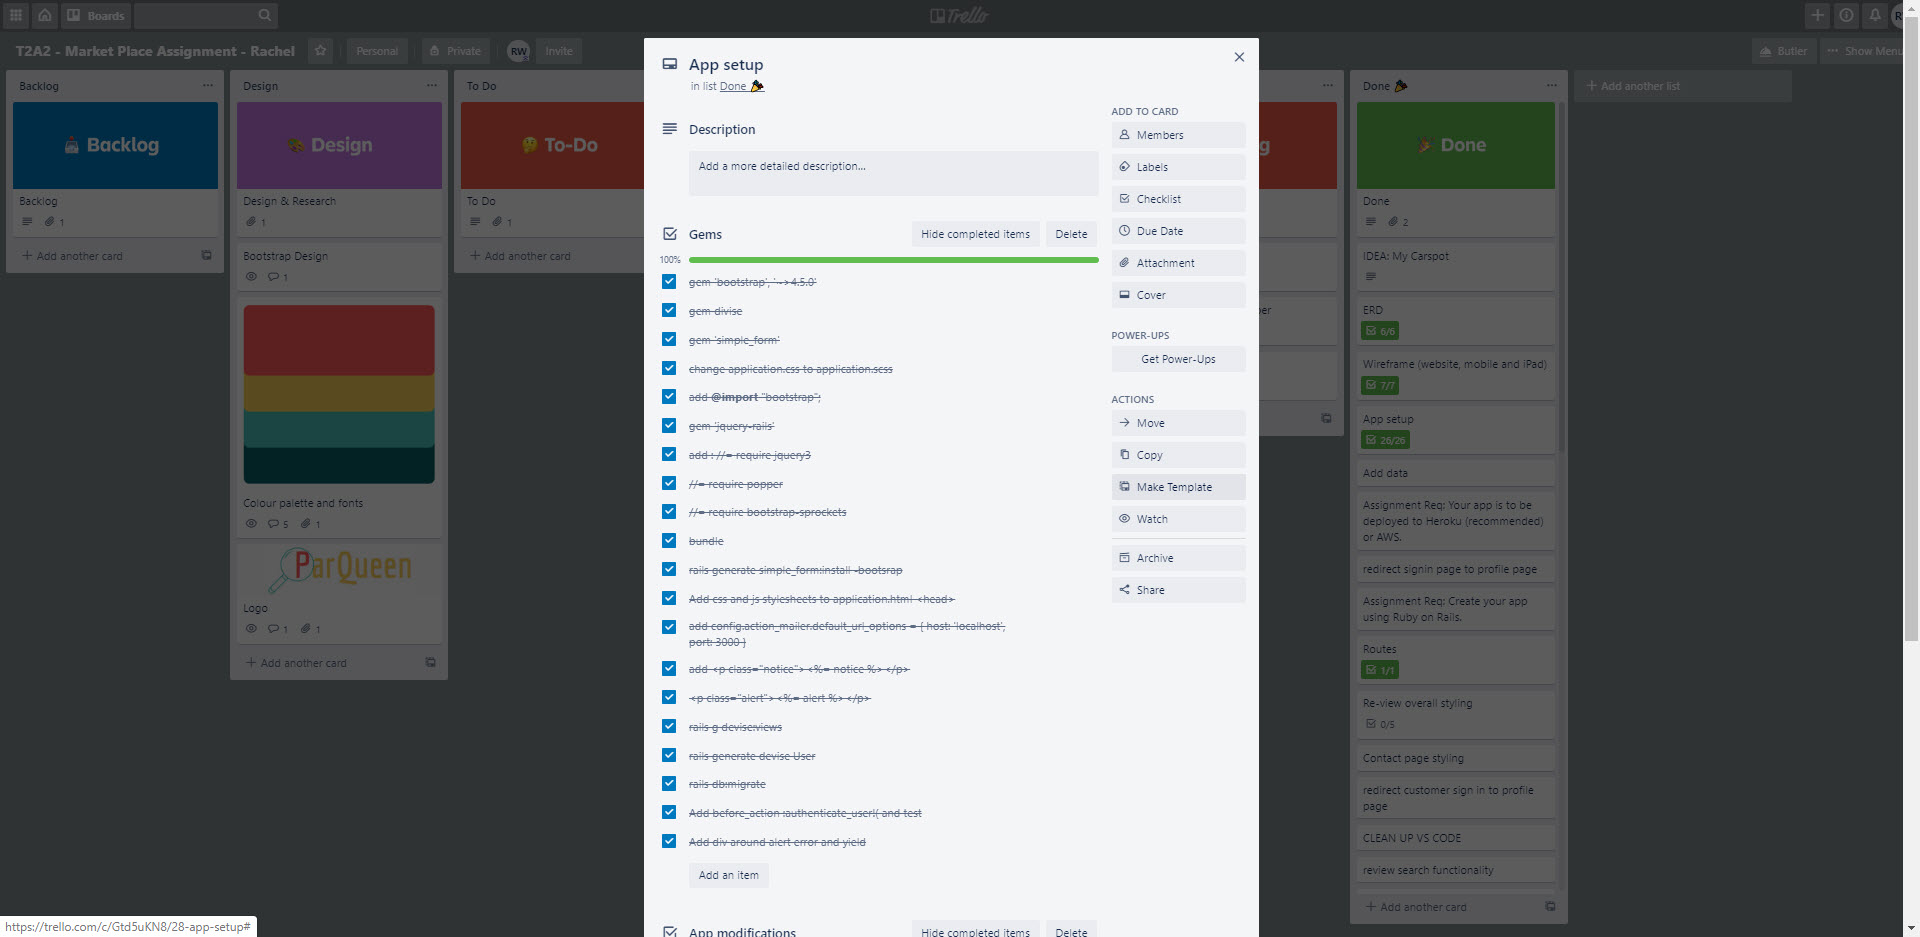 Boards
Trello
T2A2 - Market Place Assignment - Rachel
Personal
Private
RW
Invite
Butler
Show Menu
Backlog
Backlog
Backlog
1
Add another card
Design
Design
Design & Research
1
Bootstrap Design
1
Colour palette and fonts
5
1
ParQueen
Logo
1
1
Add another card
To Do
To-Do
To Do
1
Add another card
App setup
in list Done
Description
Add a more detailed description...
Gems
Hide completed items
Delete
100%
gem 'bootstrap', '~>4.5.0'
gem divise
gem 'simple_form'
change application.css to application.scss
add @import "bootstrap";
gem 'jquery-rails'
add : //= require jquery3
//= require popper
//= require bootstrap-sprockets
bundle
rails generate simple_form:install -bootsrap
Add css and js stylesheets to application.html <head>
add config.action_mailer.default_url_options = { host: 'localhost',
port: 3000 }
add <p class="notice"> <%= notice %> </p>
<p class="alert"> <%= alert %> </p>
rails g devise:views
rails generate devise User
rails db:migrate
Add before_action :authenticate_user!( and test
Add div around alert error and yield
Add an item
App modifications
Hide completed items
Delete
ADD TO CARD
Members
Labels
Checklist
Due Date
Attachment
Cover
POWER-UPS
Get Power-Ups
ACTIONS
Move
Copy
Make Template
Watch
Archive
Share
g
er
Done
Done
Done
2
IDEA: My Carspot
ERD
6/6
Wireframe (website, mobile and iPad)
7/7
App setup
26/26
Add data
Assignment Req: Your app is to be
deployed to Heroku (recommended)
or AWS.
redirect signin page to profile page
Assignment Req: Create your app
using Ruby on Rails.
Routes
1/1
Re-view overall styling
0/5
Contact page styling
redirect customer sign in to profile
page
CLEAN UP VS CODE
review search functionality
Add another card
Add another list
https://trello.com/c/Gtd5uKN8/28-app-setup#